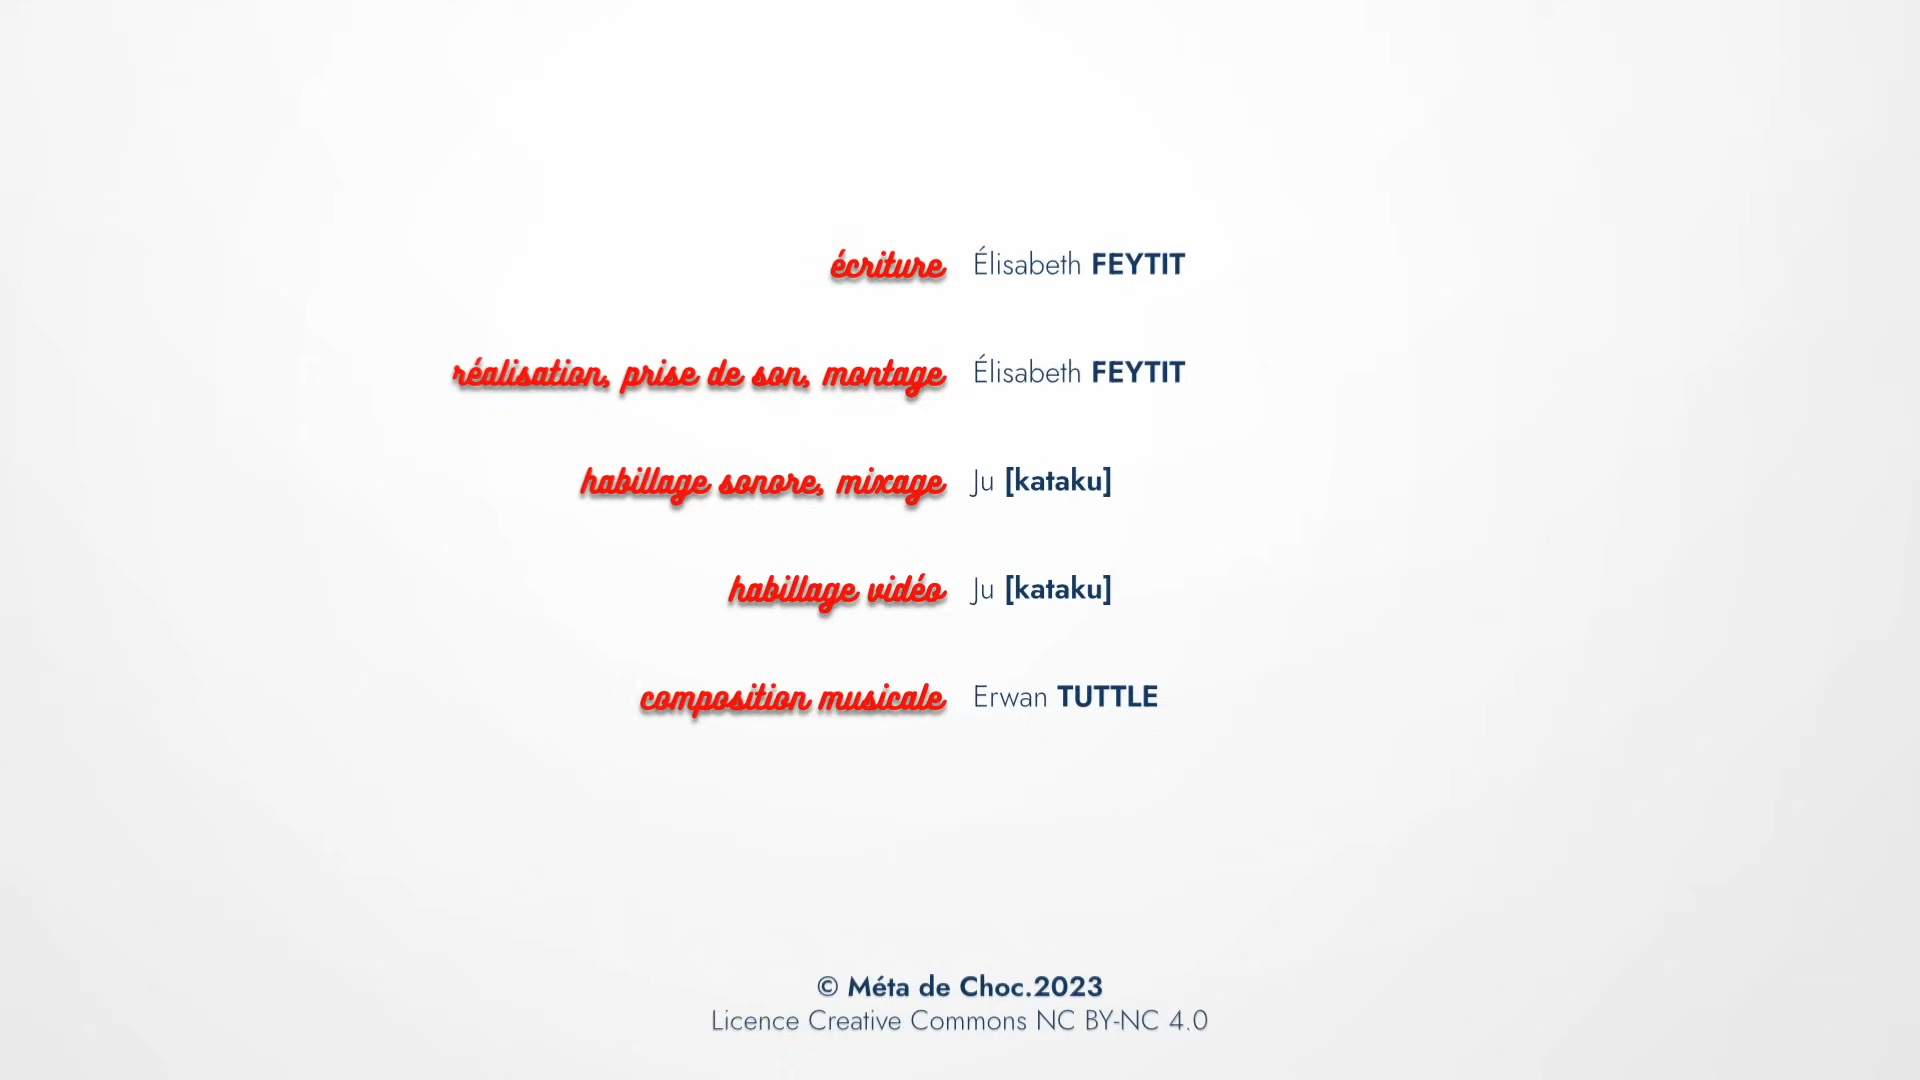 écriture Élisabeth FEYTIT
réalisation, prise de son, montage Élisabeth FEYTIT
habillage sonore, mixage Ju [kataku]
habillage vidéo Ju [kataku]
composition musicale Erwan TUTTLE
© Méta de Choc.2023
Licence Creative Commons NC BY-NC 4.0